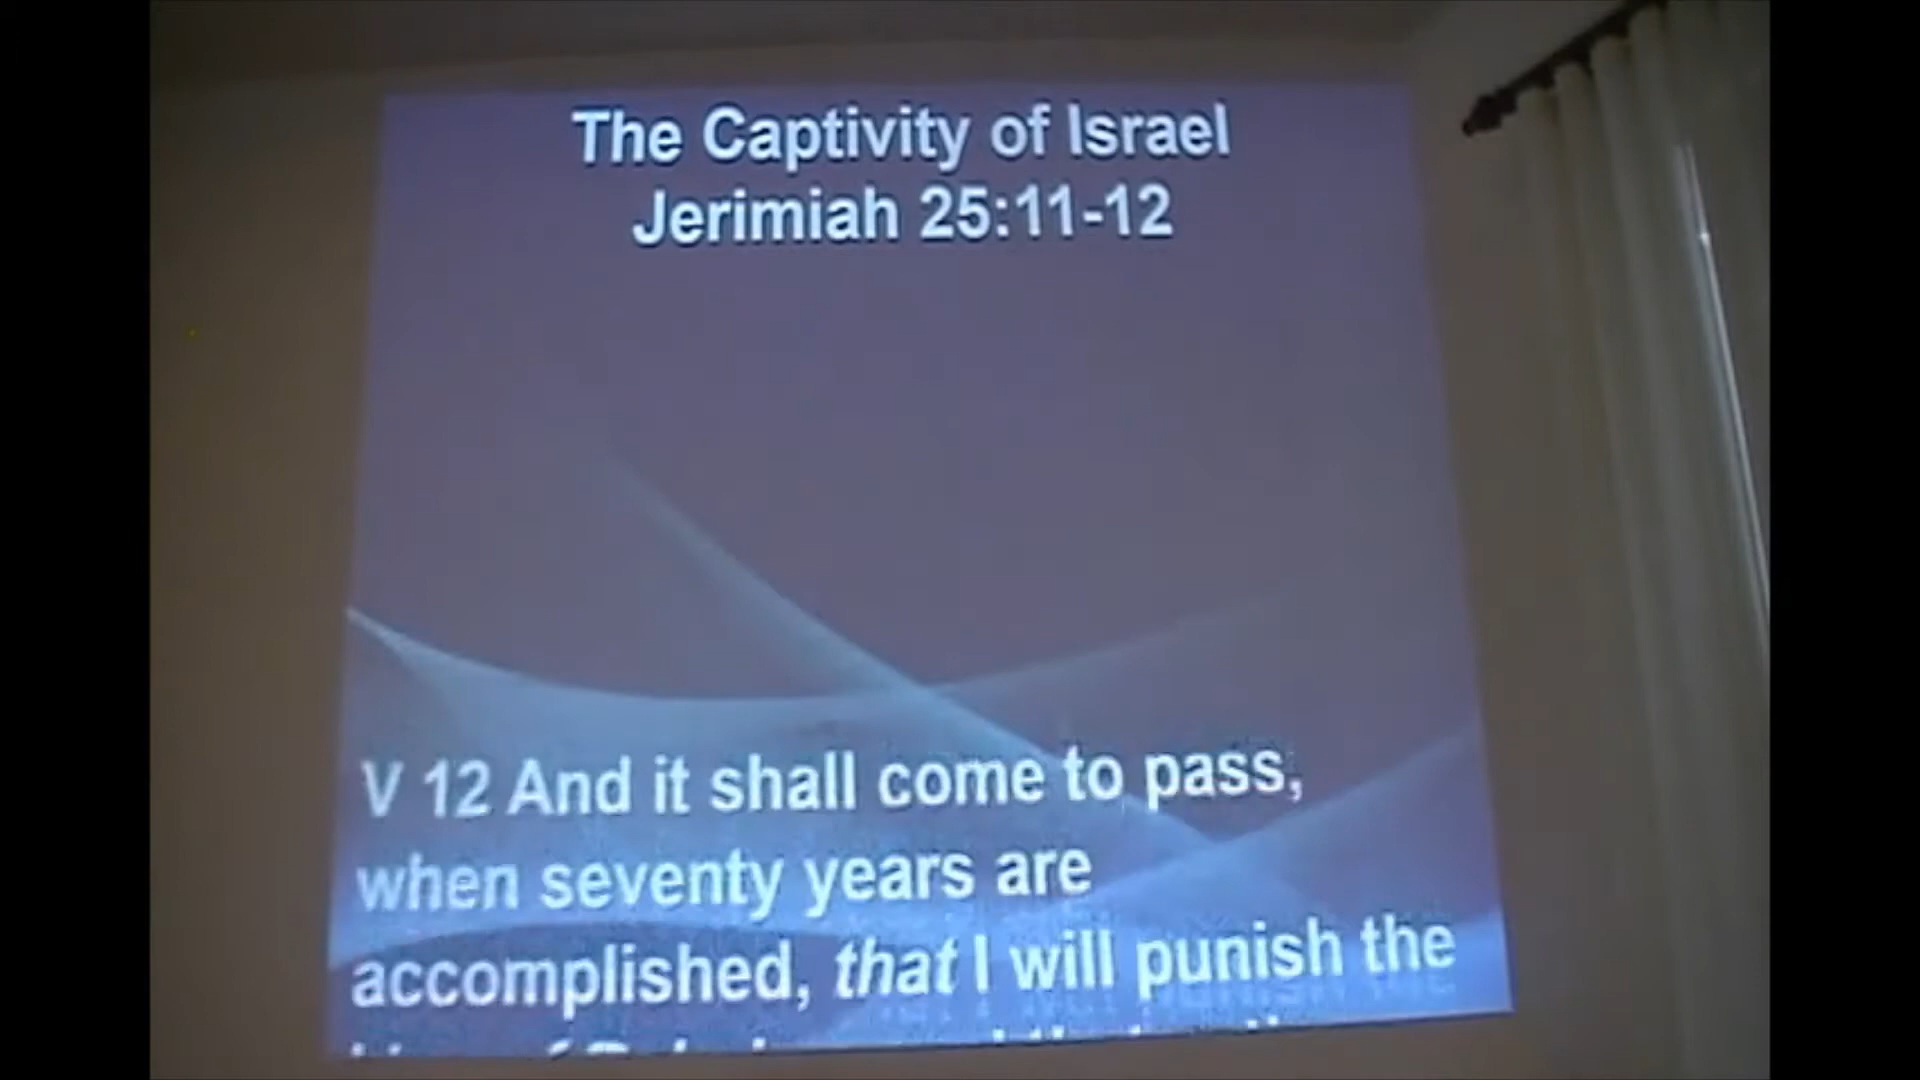 The Captivity of Israel
Jerimiah 25:11-12
V 12 And it shall come to pass,
when seventy years are
accomplished, that I will punish the